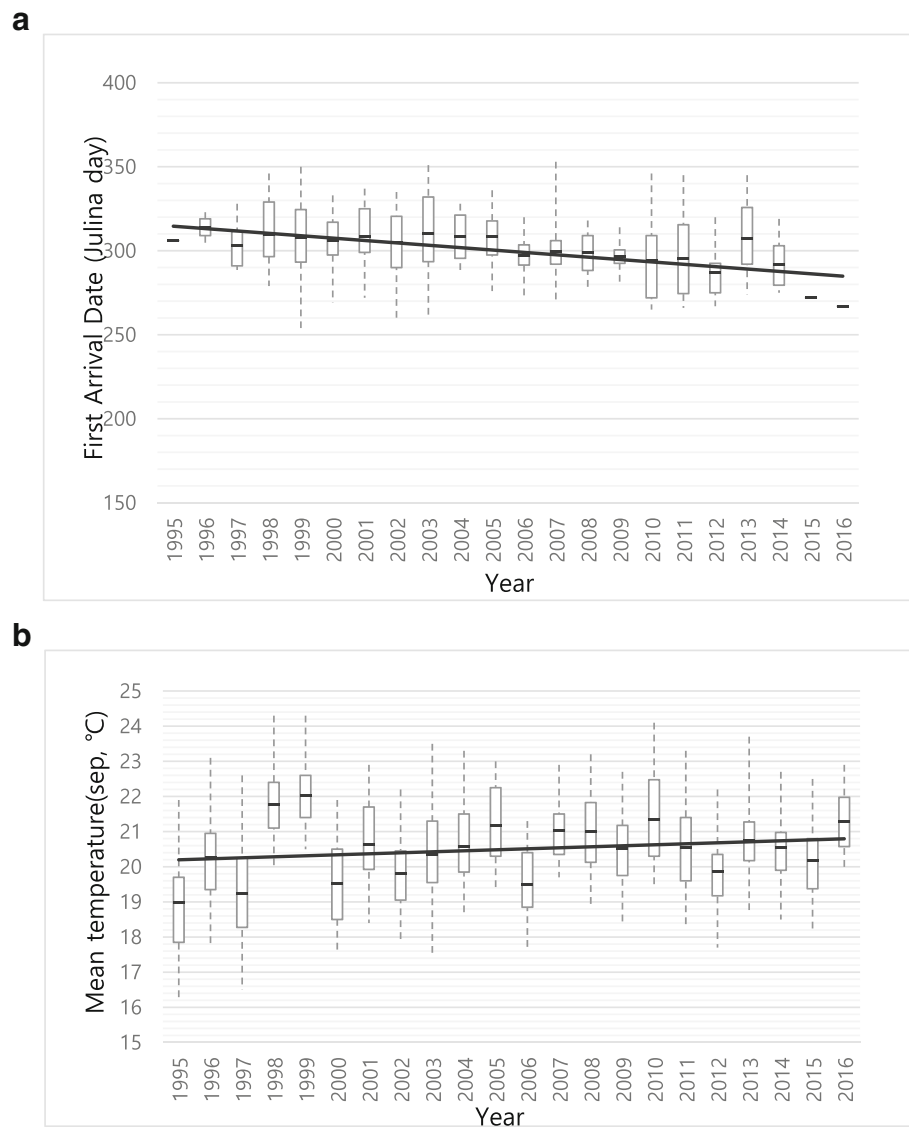 a
400
350
300
250
200
150
First Arrival Date (Julina day)
1995 1996 1997 1998 1999 2000 2001 2002 2003 2004 2005 2006 2007 2008 2009 2010 2011 2012 2013 2014 2015 2016
Year
b
25
24
23
22
21
20
19
18
17
16
15
Mean temperature(sep, ℃)
1995 1996 1997 1998 1999 2000 2001 2002 2003 2004 2005 2006 2007 2008 2009 2010 2011 2012 2013 2014 2015 2016
Year